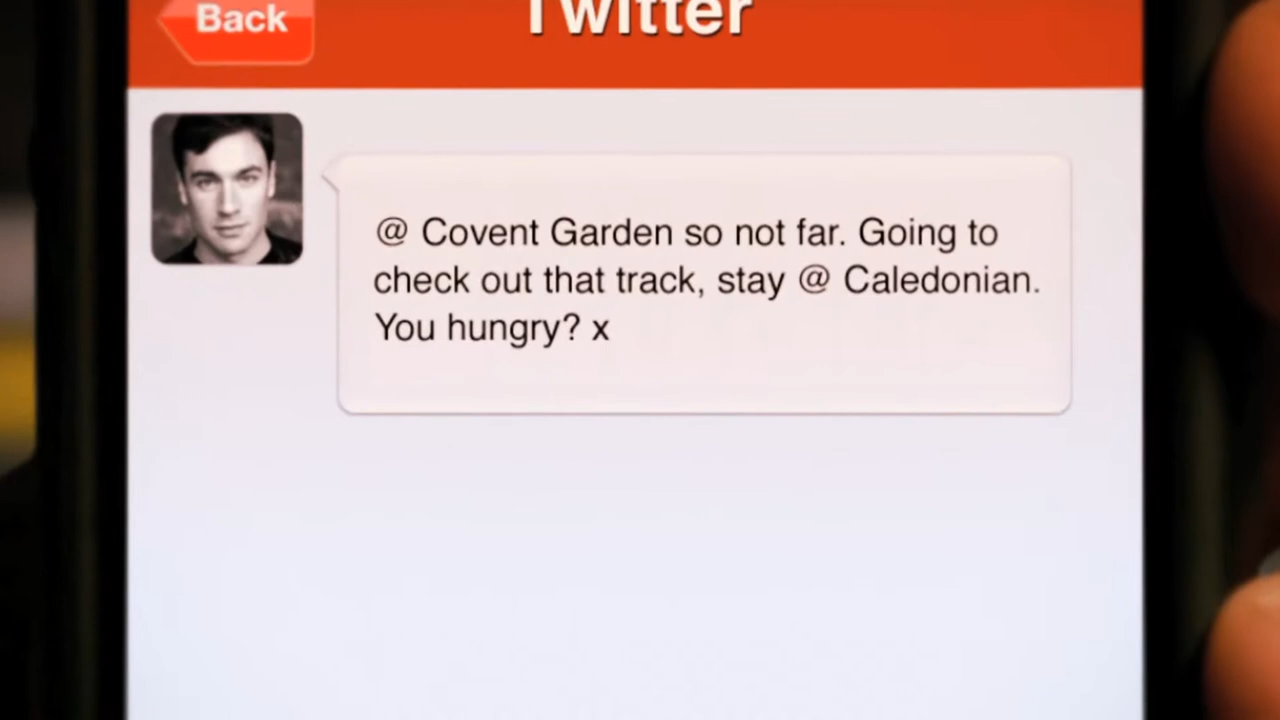 Back
Twitter
@ Covent Garden so not far. Going to
check out that track, stay @ Caledonian.
You hungry? x